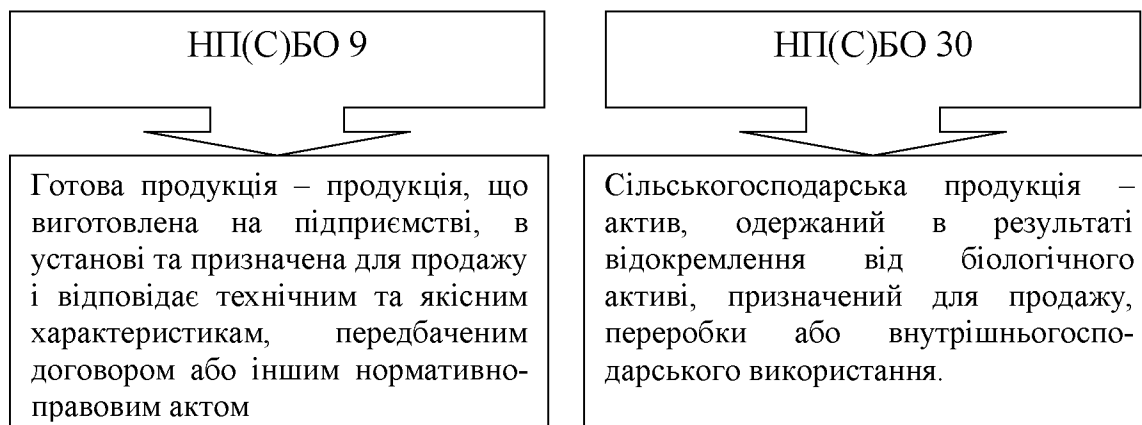 НП(С)БО 9
Готова продукція – продукція, що
виготовлена на підприємстві, в
установі та призначена для продажу
і відповідає технічним та якісним
характеристикам, передбаченим
договором або іншим нормативно-
правовим актом
НП(С)БО 30
Сільськогосподарська продукція –
актив, одержаний в результаті
відокремлення від біологічного
активі, призначений для продажу,
переробки або внутрішньогоспо-
дарського використання.